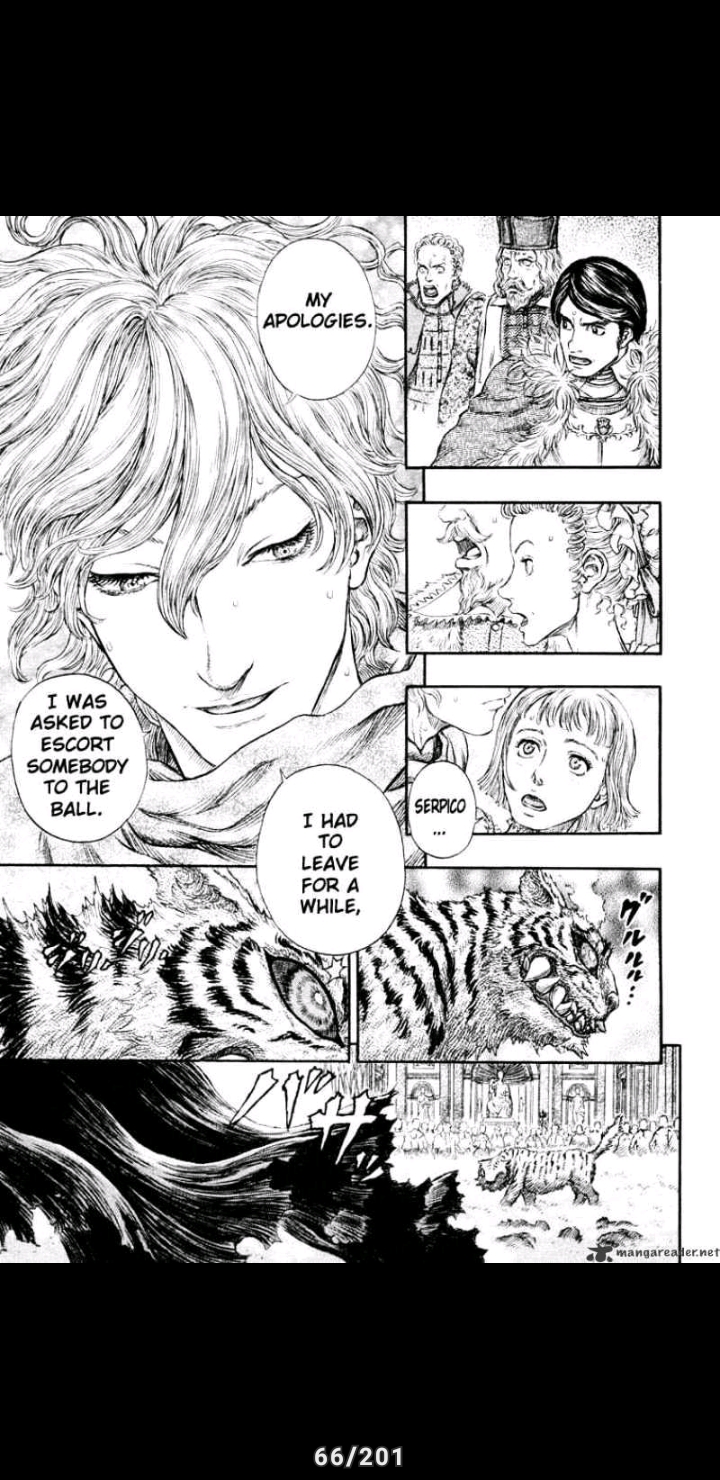 MY
APOLOGIES.
SERPICO
...
I HAD
TO
LEAVE
FOR A
WHILE,
I WAS
ASKED TO
ESCORT
SOMEBODY
TO THE
BALL.
グルルル…
mangareader.net
66/201